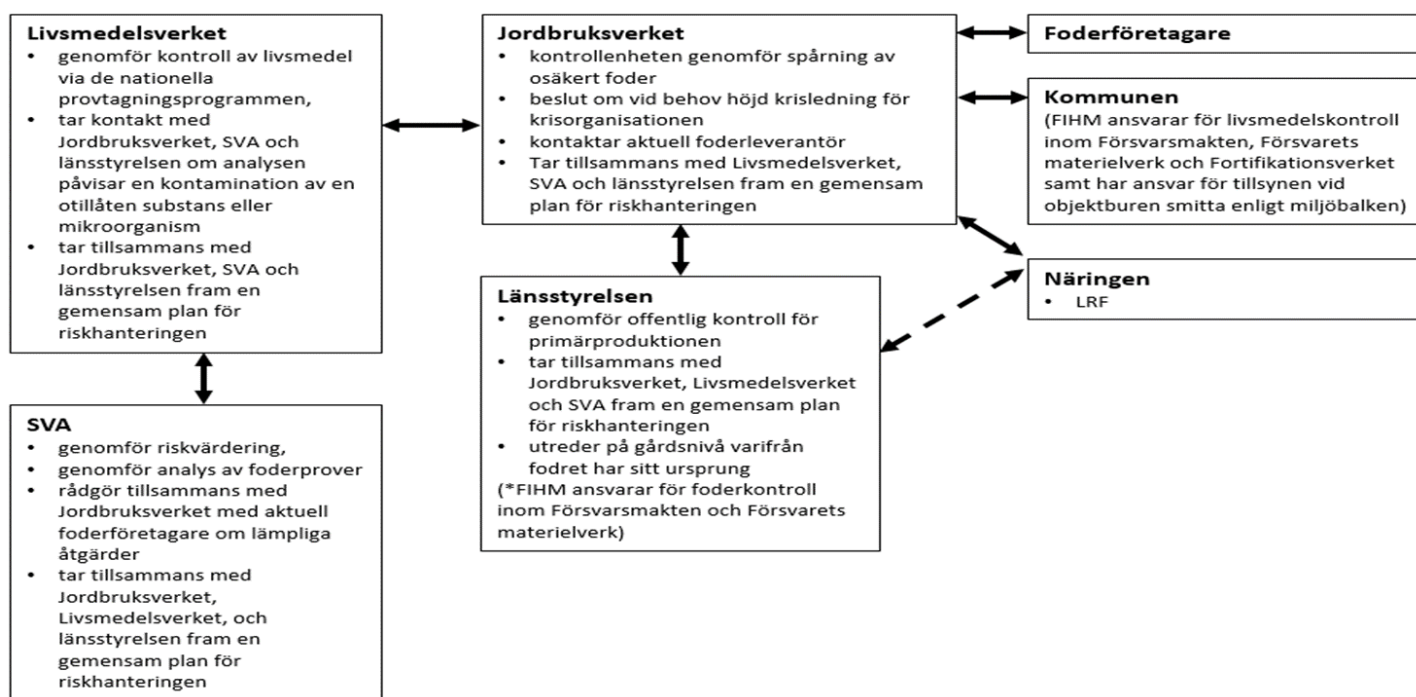 Livsmedelsverket
• genomför kontroll av livsmedel
via de nationella
provtagningsprogrammen,
• tar kontakt med
Jordbruksverket, SVA och
länsstyrelsen om analysen
påvisar en kontamination av en
otillåten substans eller
mikroorganism
• tar tillsammans med
Jordbruksverket, SVA och
länsstyrelsen fram en
gemensam plan för
riskhanteringen
SVA
• genomför riskvärdering,
• genomför analys av foderprover
• rådgör tillsammans med
Jordbruksverket med aktuell
foderföretagare om lämpliga
åtgärder
• tar tillsammans med
Jordbruksverket,
Livsmedelsverket, och
länsstyrelsen fram en
gemensam plan för
riskhanteringen
Jordbruksverket
• kontrollenheten genomför spårning av
osäkert foder
• beslut om vid behov höjd krisledning för
krisorganisationen
• kontaktar aktuell foderleverantör
• Tar tillsammans med Livsmedelsverket,
SVA och länsstyrelsen fram en gemensam
plan för riskhanteringen
Länsstyrelsen
• genomför offentlig kontroll för
primärproduktionen
• tar tillsammans med
Jordbruksverket, Livsmedelsverket
och SVA fram en gemensam plan
för riskhanteringen
• utreder på gårdsnivå varifrån
fodret har sitt ursprung
(*FIHM ansvarar för foderkontroll
inom Försvarsmakten och Försvarets
materielverk)
Foderföretagare
Kommunen
(FIHM ansvarar för livsmedelskontroll
inom Försvarsmakten, Försvarets
materielverk och Fortifikationsverket
samt har ansvar för tillsynen vid
objektburen smitta enligt miljöbalken)
Näringen
• LRF